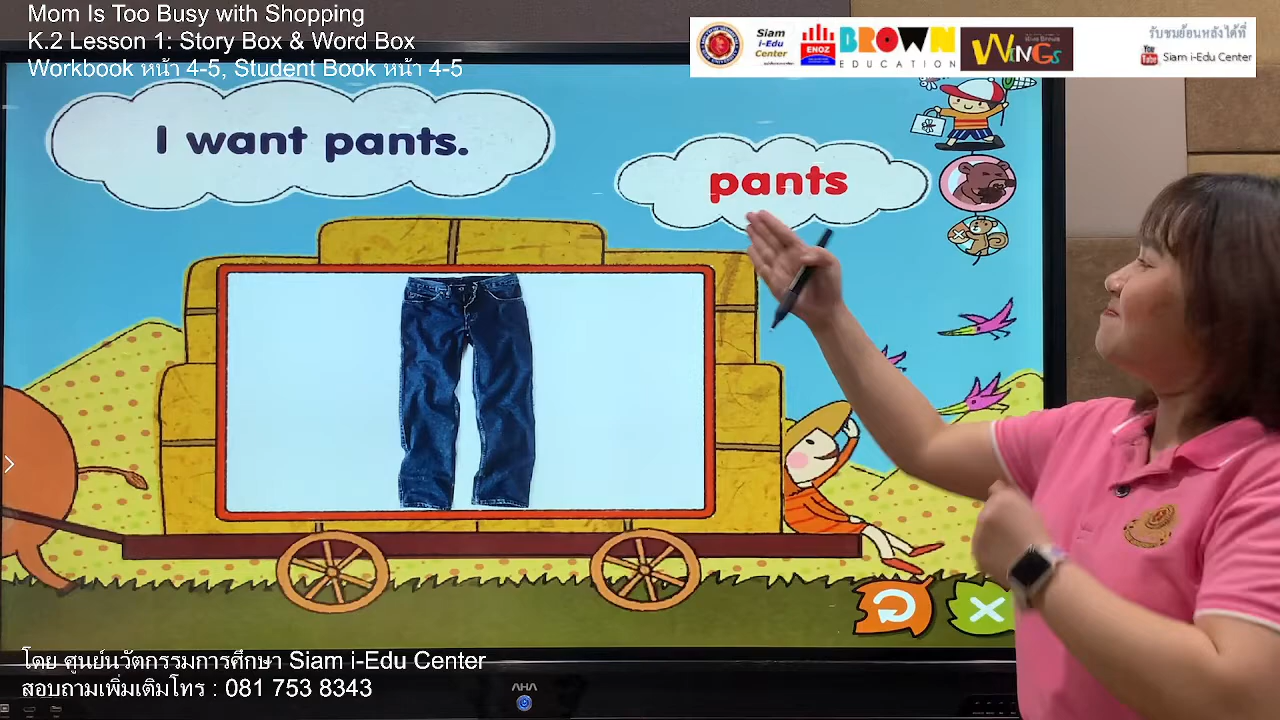 Mom Is Too Busy with Shopping
K.2 Lesson 1: Story Box & Word Box
Workbook หน้า 4-5, Student Book หน้า 4-5
Siam
i-Edu
Center
ENOZ
BROWN
EDUCATION
WINGS
รับชมย้อนหลังได้ที่
You
Tube
Siam i-Edu Center
I want pants.
pants
โดย ศูนย์นวัตกรรมการศึกษา Siam i-Edu Center
สอบถามเพิ่มเติมโทร : 081 753 8343
AHA